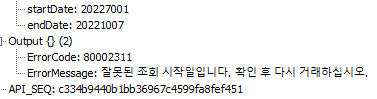 startDate: 20227001
endDate: 20221007
Output {} (2)
ErrorCode: 80002311
ErrorMessage: 잘못된 조회 시작일입니다. 확인 후 다시 거래하십시오.
API_SEQ: c334b9440b1bb36967c4599fa8fef451